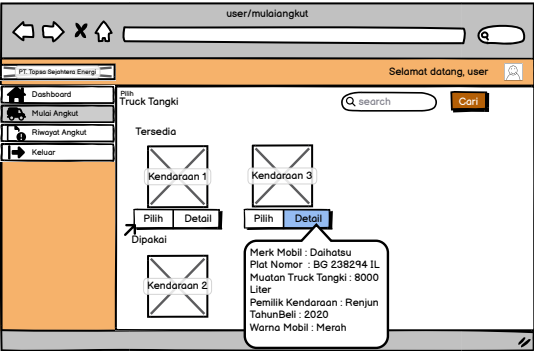 user/mulaiangkut
PT. Topsa Sejahtera Energi
Selamat datang, user
Dashboard
Mulai Angkut
Riwayat Angkut
Keluar
Pilih
Truck Tangki
search
Cari
Tersedia
Kendaraan 1
Kendaraan 3
Pilih
Detail
Pilih
Detail
Dipakai
Kendaraan 2
Merk Mobil : Daihatsu
Plat Nomor : BG 238294 IL
Muatan Truck Tangki : 8000
Liter
Pemilik Kendaraan : Renjun
TahunBeli : 2020
Warna Mobil : Merah